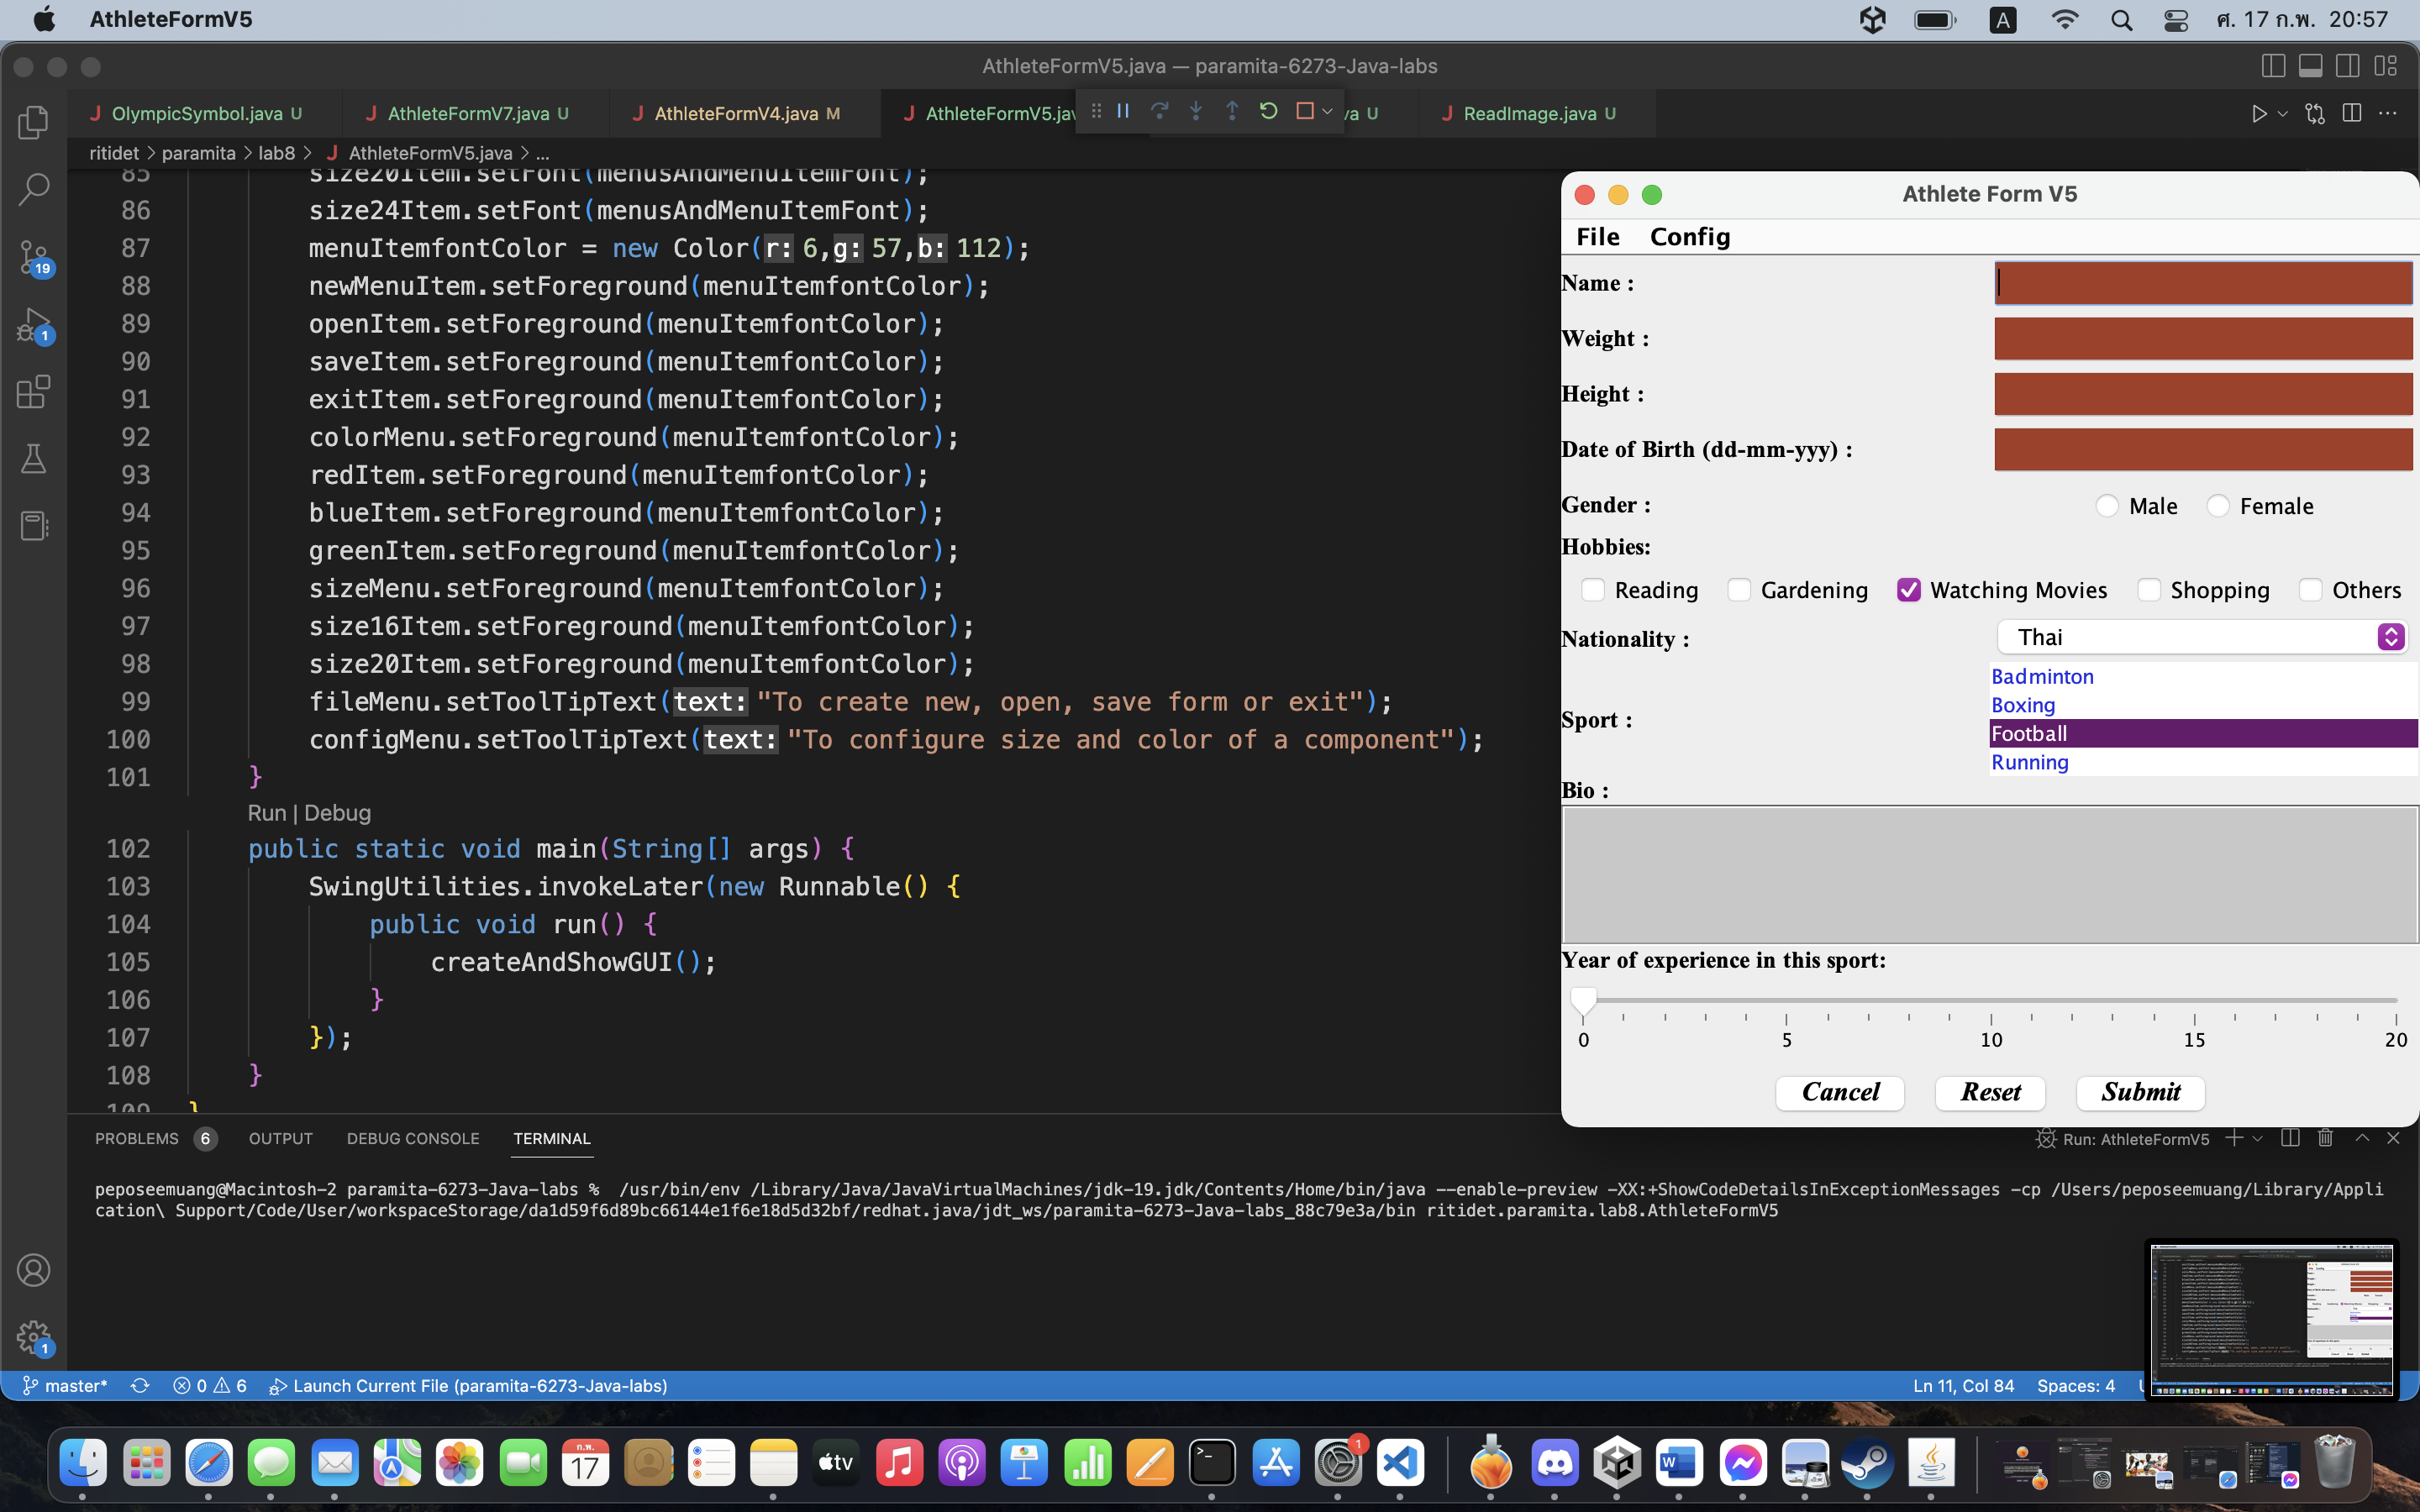 AthleteFormV5
A
ศ. 17 ก.พ. 20:57
AthleteFormV5.java — paramita-6273-Java-labs
J OlympicSymbol.java U
J AthleteFormV7.java U
J AthleteFormV4.java M
J AthleteFormV5.jav
va U
J ReadImage.java U
ritidet > paramita > lab8 > J AthleteFormV5.java > ...
85 size20Item.setFont(menusAndMenuItemFont);
86 size24Item.setFont(menusAndMenuItemFont);
87 menuItemfontColor = new Color(r: 6,g: 57,b: 112);
88 newMenuItem.setForeground(menuItemfontColor);
89 openItem.setForeground(menuItemfontColor);
90 saveItem.setForeground(menuItemfontColor);
91 exitItem.setForeground(menuItemfontColor);
92 colorMenu.setForeground(menuItemfontColor);
93 redItem.setForeground(menuItemfontColor);
94 blueItem.setForeground(menuItemfontColor);
95 greenItem.setForeground(menuItemfontColor);
96 sizeMenu.setForeground(menuItemfontColor);
97 size16Item.setForeground(menuItemfontColor);
98 size20Item.setForeground(menuItemfontColor);
99 fileMenu.setToolTipText(text: "To create new, open, save form or exit");
100 configMenu.setToolTipText(text: "To configure size and color of a component");
101 }
Run | Debug
102 public static void main(String[] args) {
103 SwingUtilities.invokeLater(new Runnable() {
104 public void run() {
105 createAndShowGUI();
106 }
107 });
108 }
109 }
19
1
1
Athlete Form V5
File Config
Name :
Weight :
Height :
Date of Birth (dd-mm-yyy) :
Gender : Male Female
Hobbies:
Reading Gardening Watching Movies Shopping Others
Nationality : Thai
Sport :
Badminton
Boxing
Football
Running
Bio :
Year of experience in this sport:
0 5 10 15 20
Cancel Reset Submit
PROBLEMS 6 OUTPUT DEBUG CONSOLE TERMINAL
Run: AthleteFormV5
peposeemuang@Macintosh-2 paramita-6273-Java-labs % /usr/bin/env /Library/Java/JavaVirtualMachines/jdk-19.jdk/Contents/Home/bin/java --enable-preview -XX:+ShowCodeDetailsInExceptionMessages -cp /Users/peposeemuang/Library/Appli
cation\ Support/Code/User/workspaceStorage/da1d59f6d89bc66144e1f6e18d5d32bf/redhat.java/jdt_ws/paramita-6273-Java-labs_88c79e3a/bin ritidet.paramita.lab8.AthleteFormV5
master* 0 6 Launch Current File (paramita-6273-Java-labs)
Ln 11, Col 84 Spaces: 4
ก.พ.
17
tv
1
W